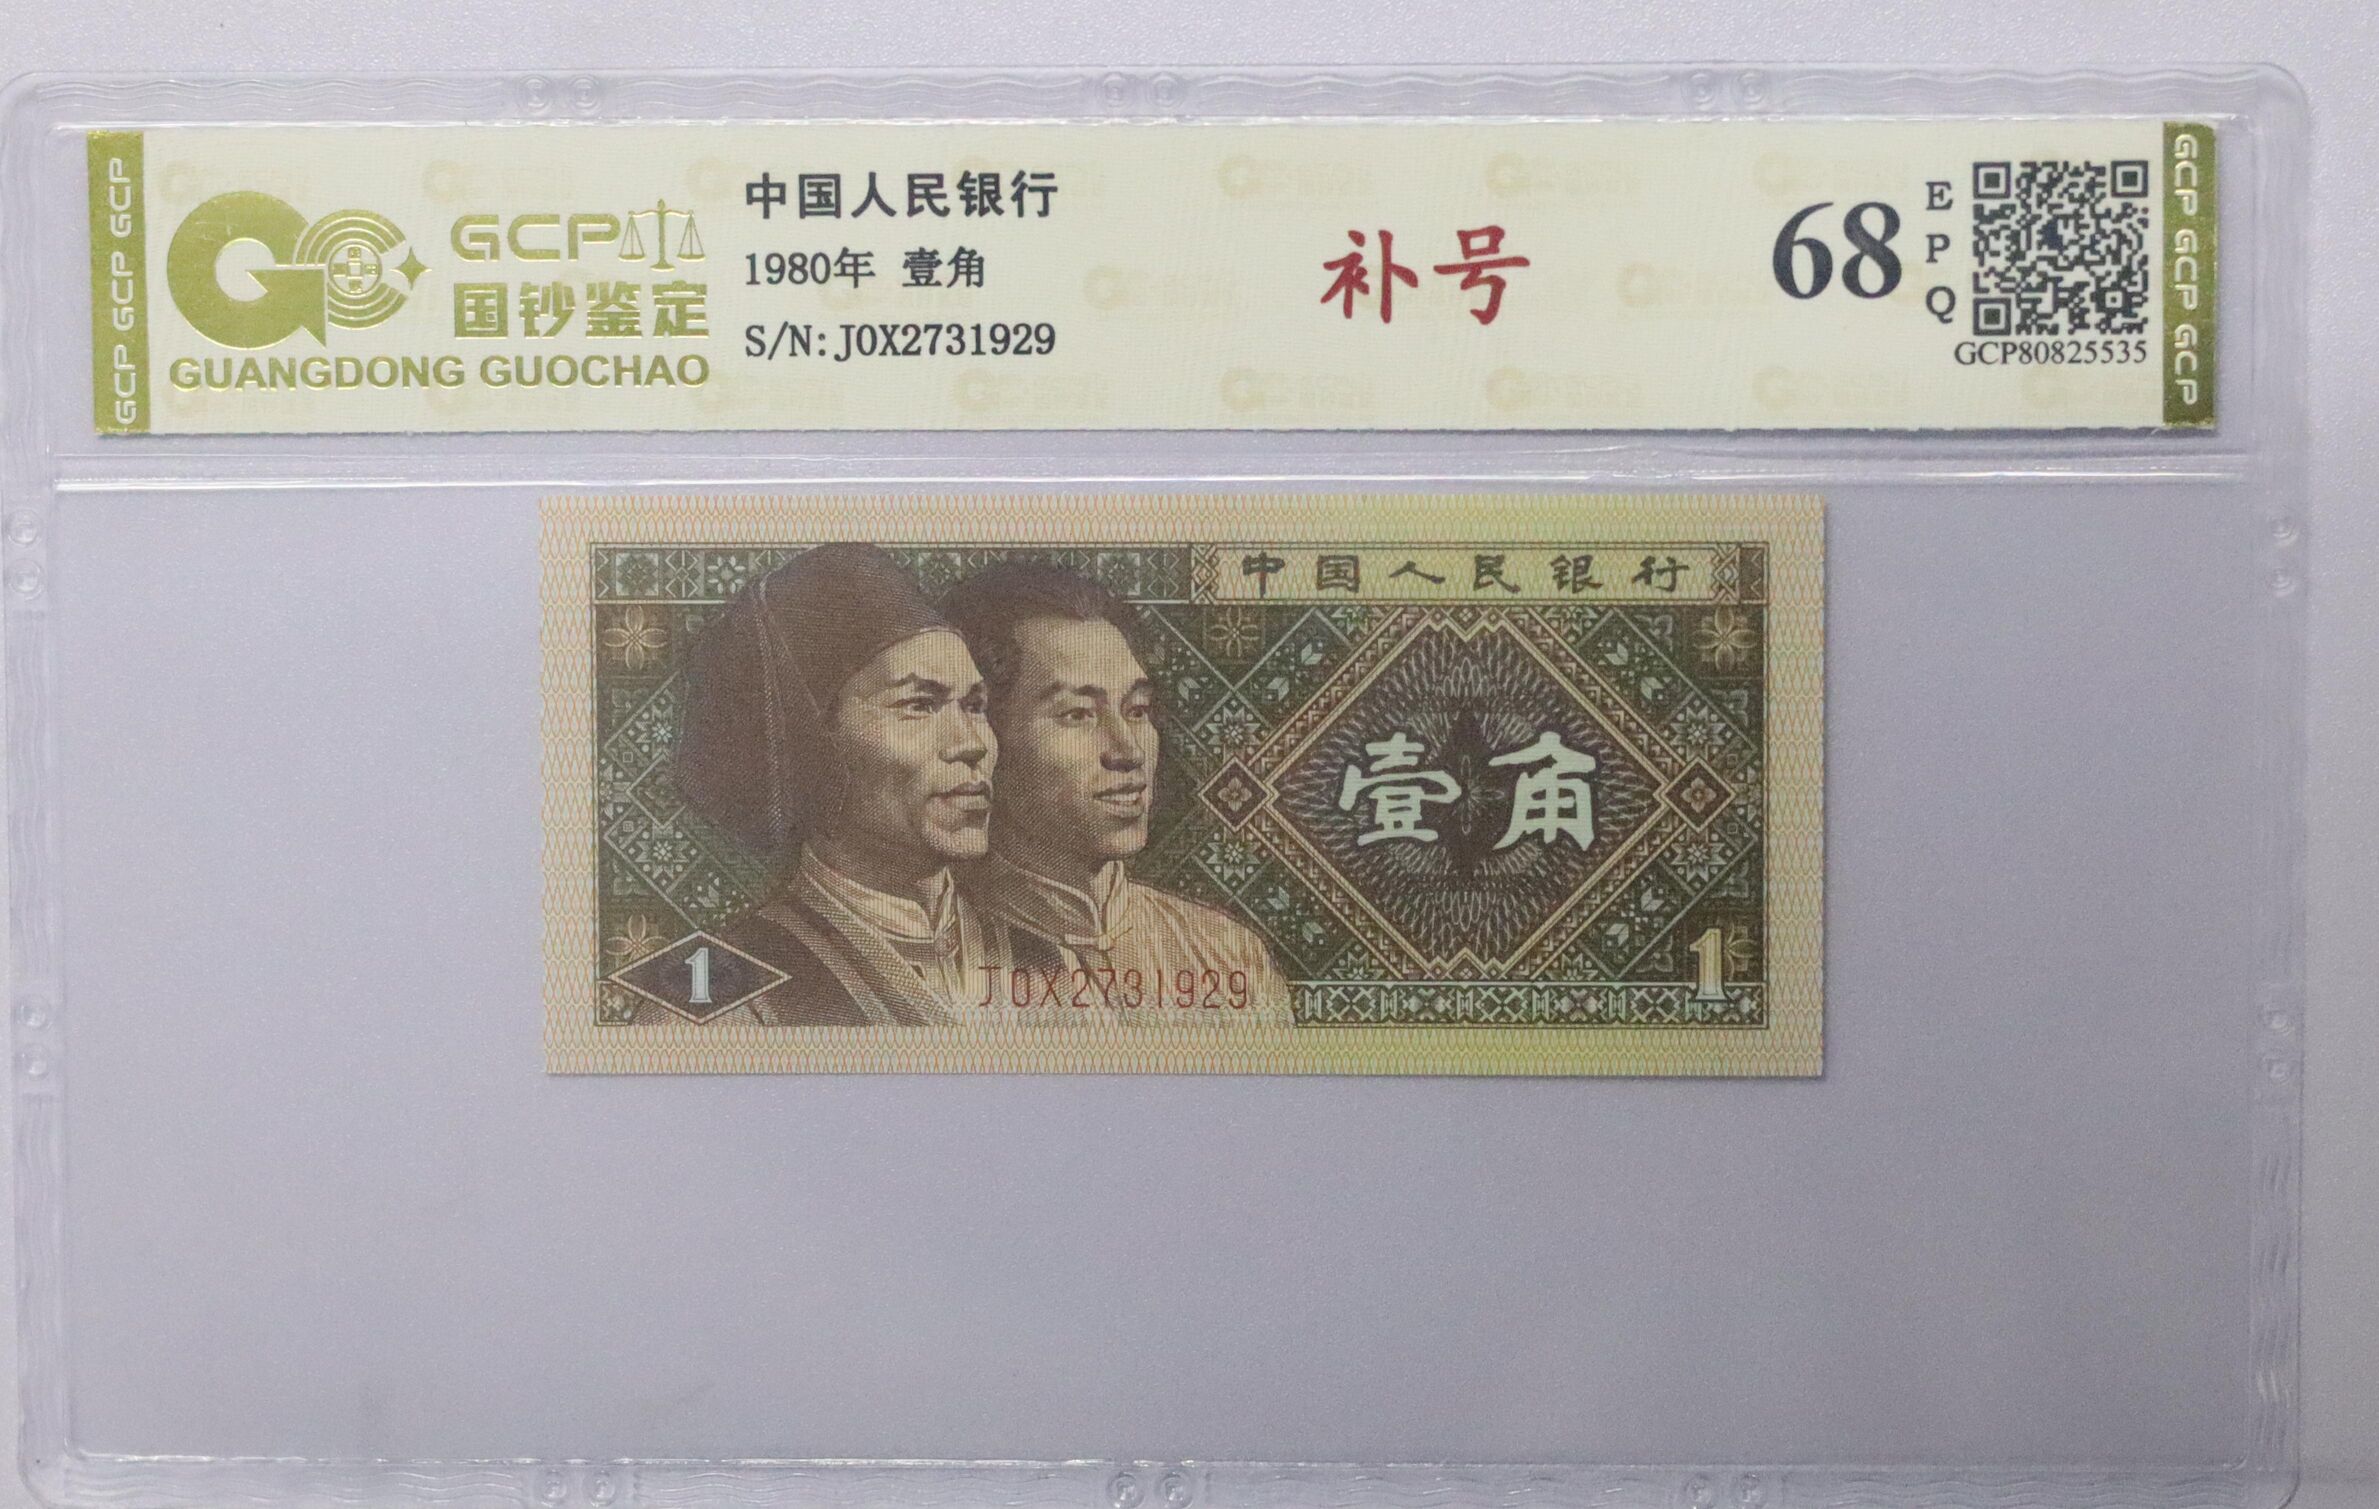 GCP GCP GCP
GCP
国钞鉴定
GUANGDONG GUOCHAO
中国人民银行
1980年 壹角
S/N:J0X2731929
补号
68
EPQ
GCP80825535
GCP GCP GCP
中国人民银行
壹角
1
1
J0X2731929